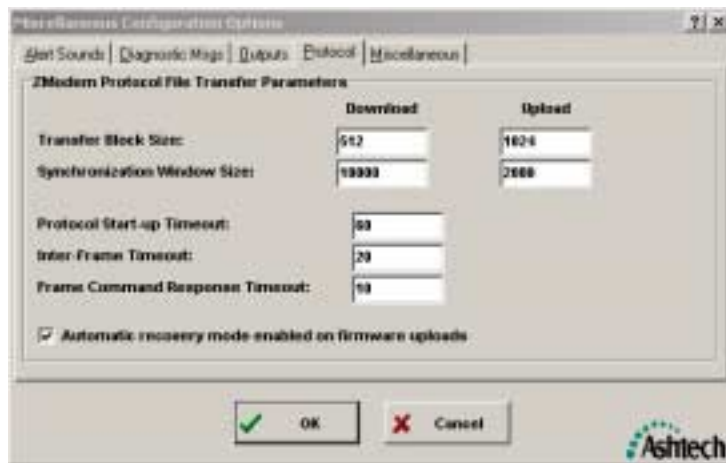 Miscellaneous Configuration Options
Alert Sounds Diagnostic Msgs Outputs Protocol Miscellaneous
ZModem Protocol File Transfer Parameters
Download Upload
Transfer Block Size: 512 1024
Synchronization Window Size: 10000 2000
Protocol Start-up Timeout: 60
Inter-Frame Timeout: 20
Frame Command Response Timeout: 10
Automatic recovery mode enabled on firmware uploads
OK Cancel
Ashtech